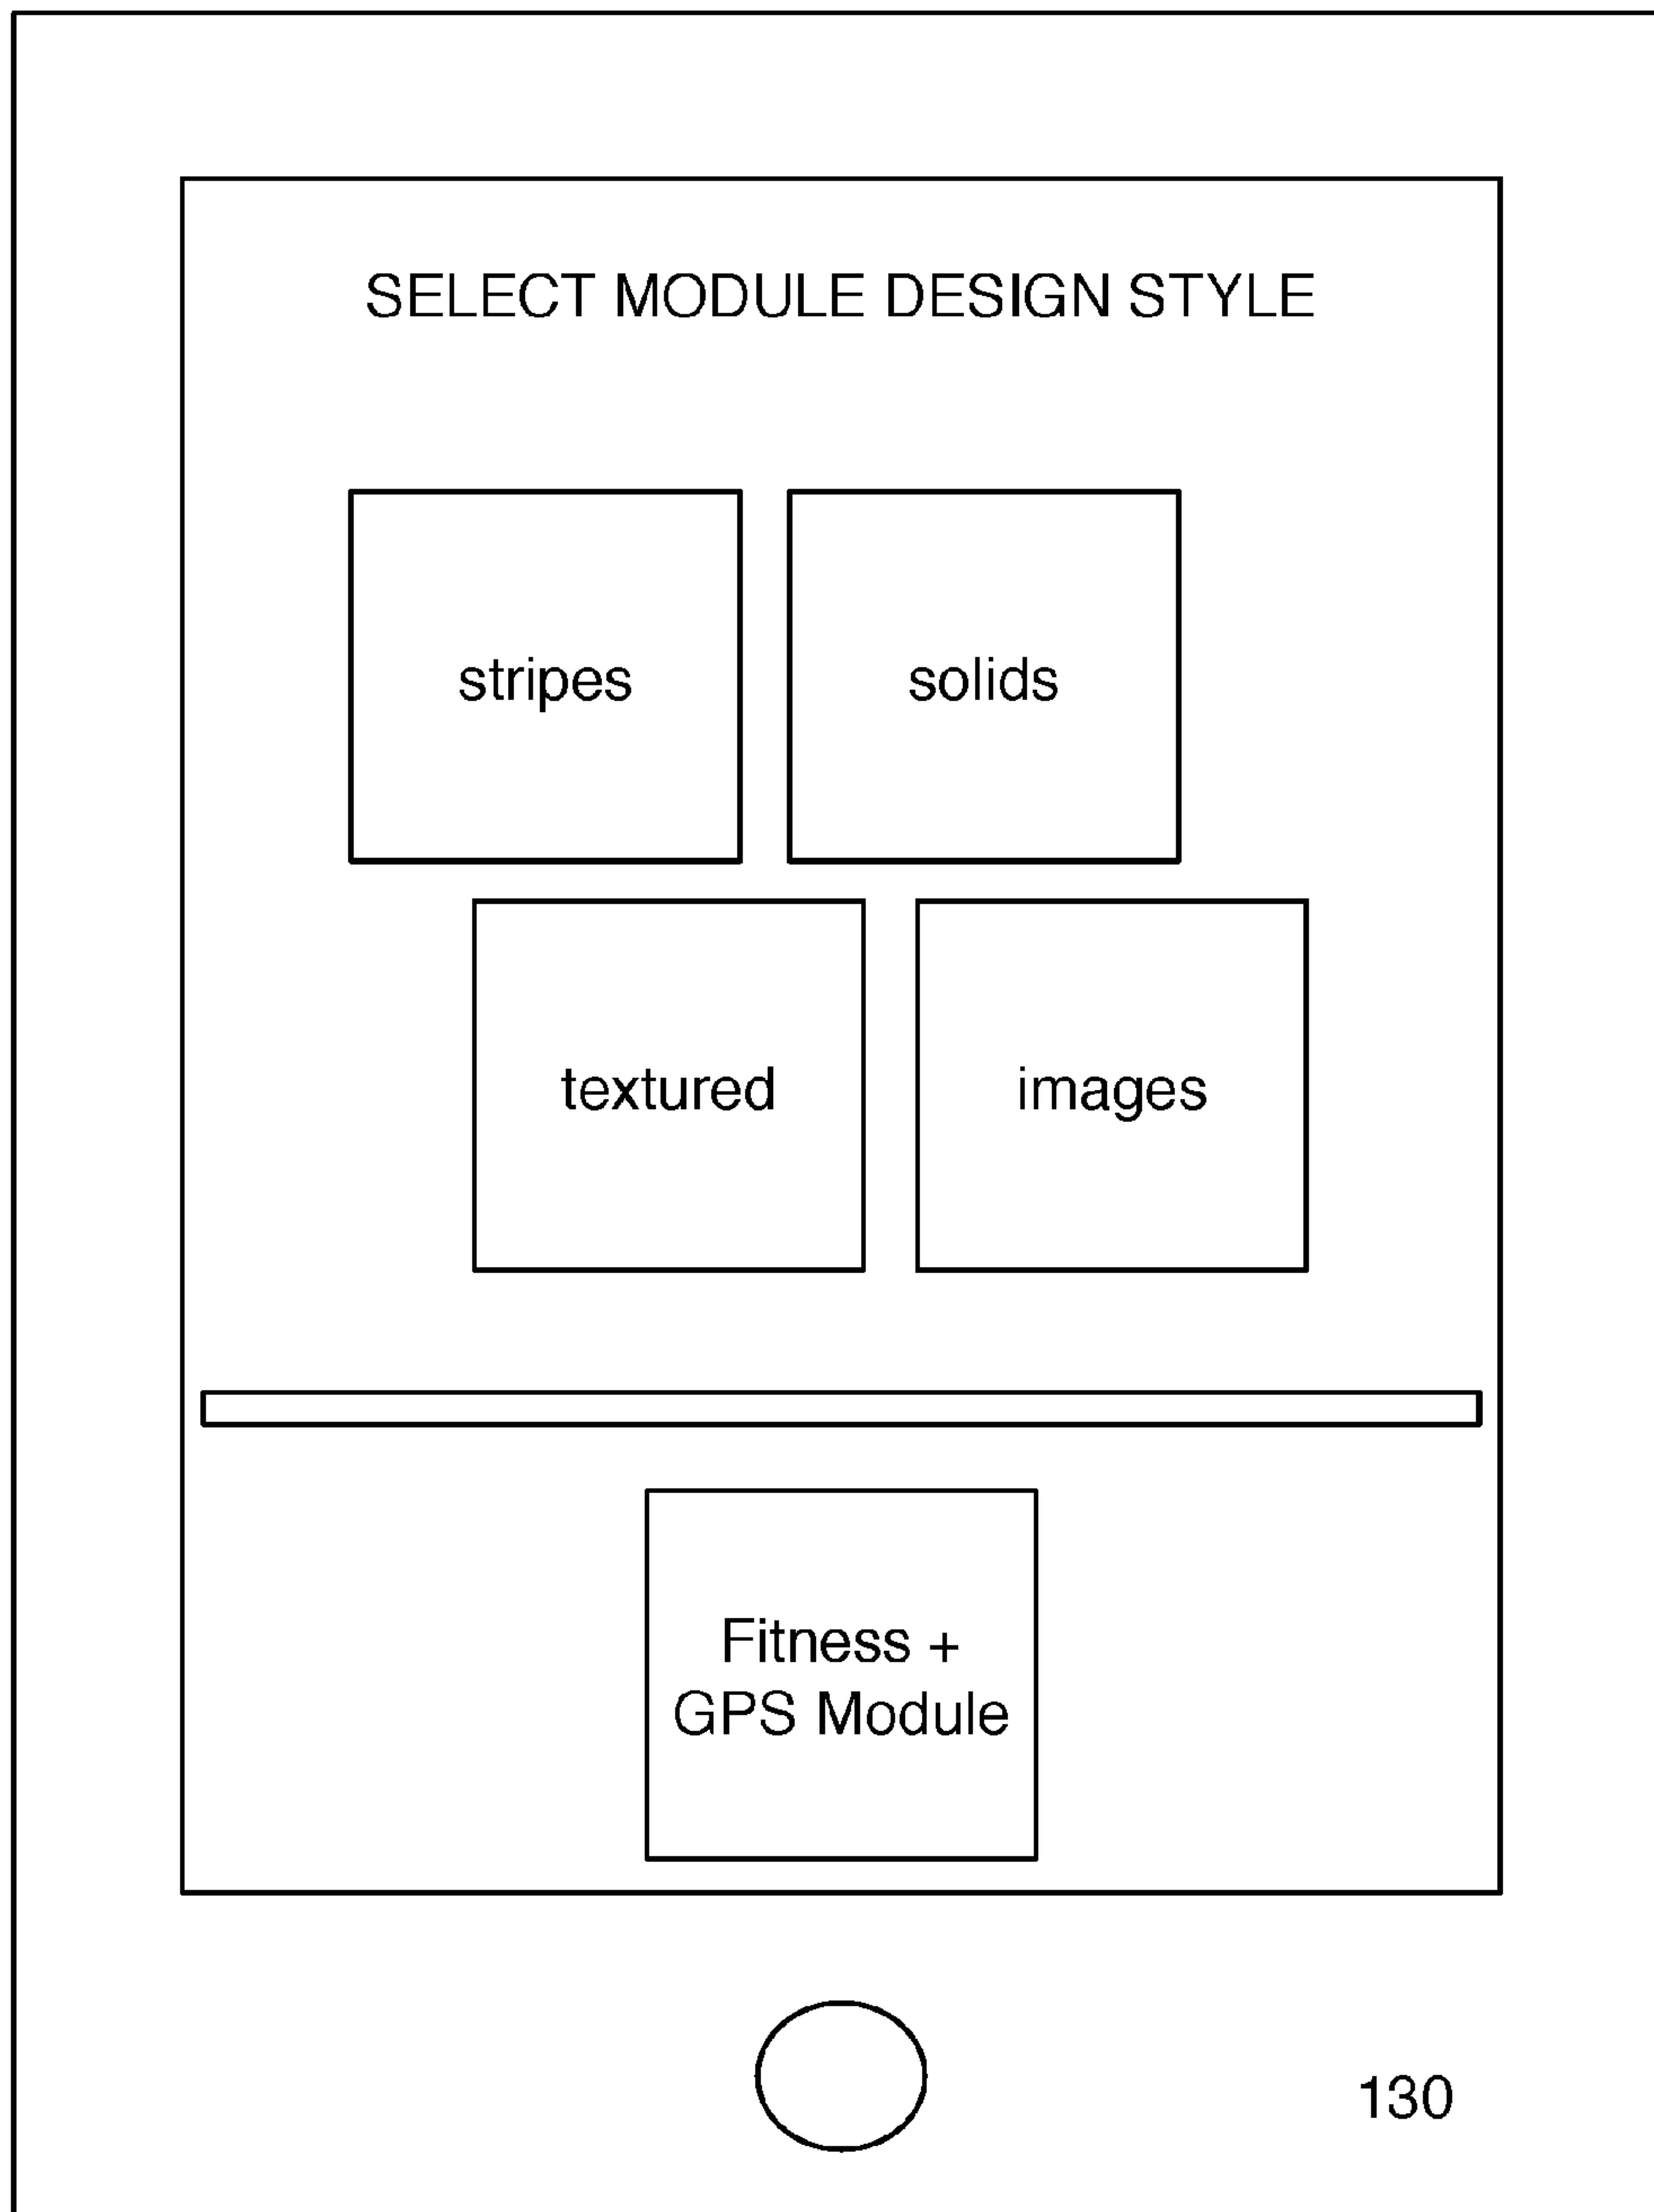 SELECT MODULE DESIGN STYLE
stripes
solids
textured
images
Fitness +
GPS Module
130